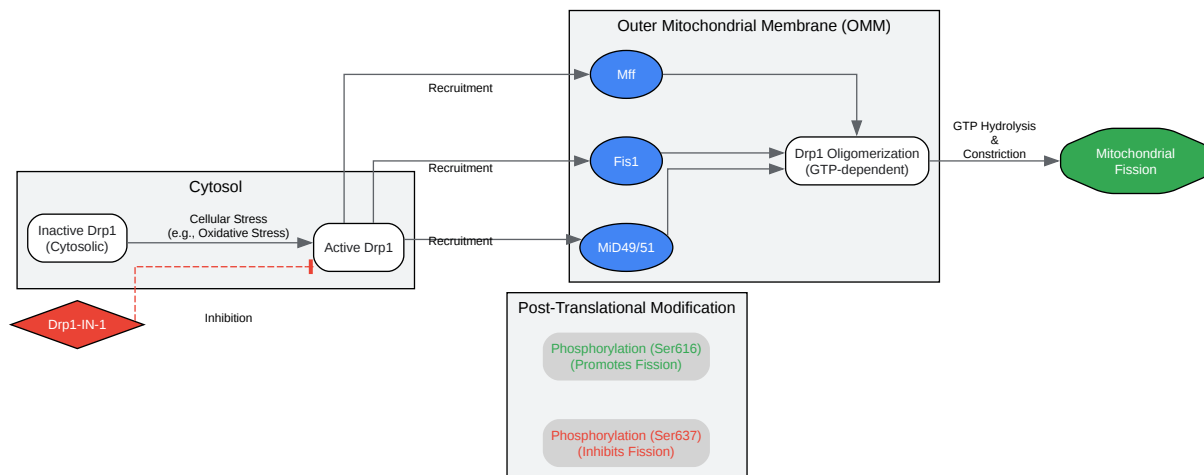 Outer Mitochondrial Membrane (OMM)
Mff
Recruitment
GTP Hydrolysis
&
Constriction
Fis1
Recruitment
Drp1 Oligomerization
(GTP-dependent)
Mitochondrial
Fission
Cytosol
Inactive Drp1
(Cytosolic)
Cellular Stress
(e.g., Oxidative Stress)
Active Drp1
Recruitment
MiD49/51
Drp1-IN-1
Inhibition
Post-Translational Modification
Phosphorylation (Ser616)
(Promotes Fission)
Phosphorylation (Ser637)
(Inhibits Fission)